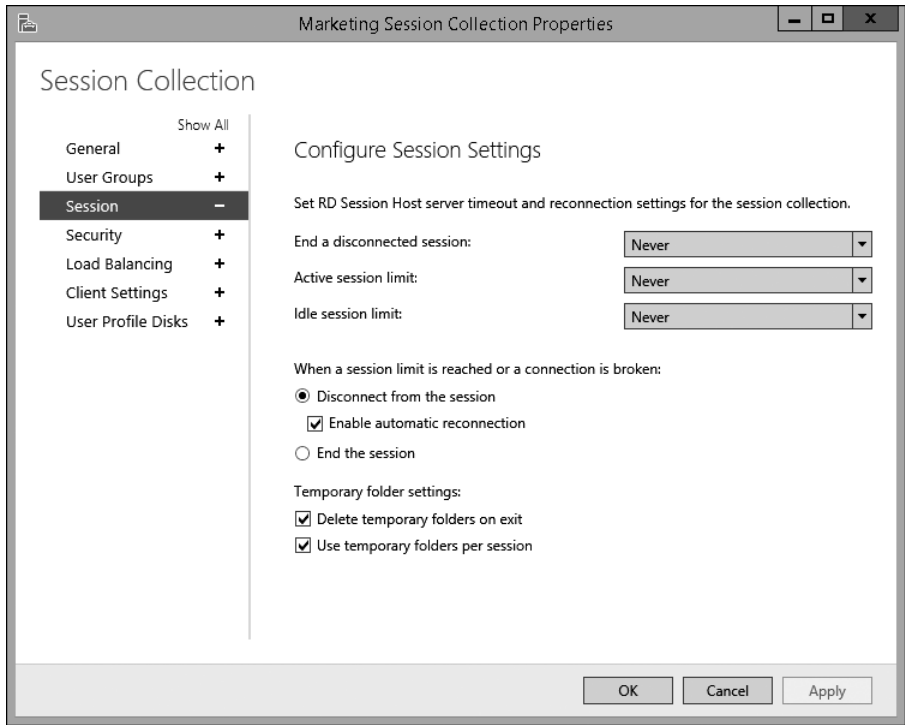 Marketing Session Collection Properties
Session Collection
Show All
General
User Groups
Session
Security
Load Balancing
Client Settings
User Profile Disks
Configure Session Settings
Set RD Session Host server timeout and reconnection settings for the session collection.
End a disconnected session: Never
Active session limit: Never
Idle session limit: Never
When a session limit is reached or a connection is broken:
Disconnect from the session
Enable automatic reconnection
End the session
Temporary folder settings:
Delete temporary folders on exit
Use temporary folders per session
OK Cancel Apply